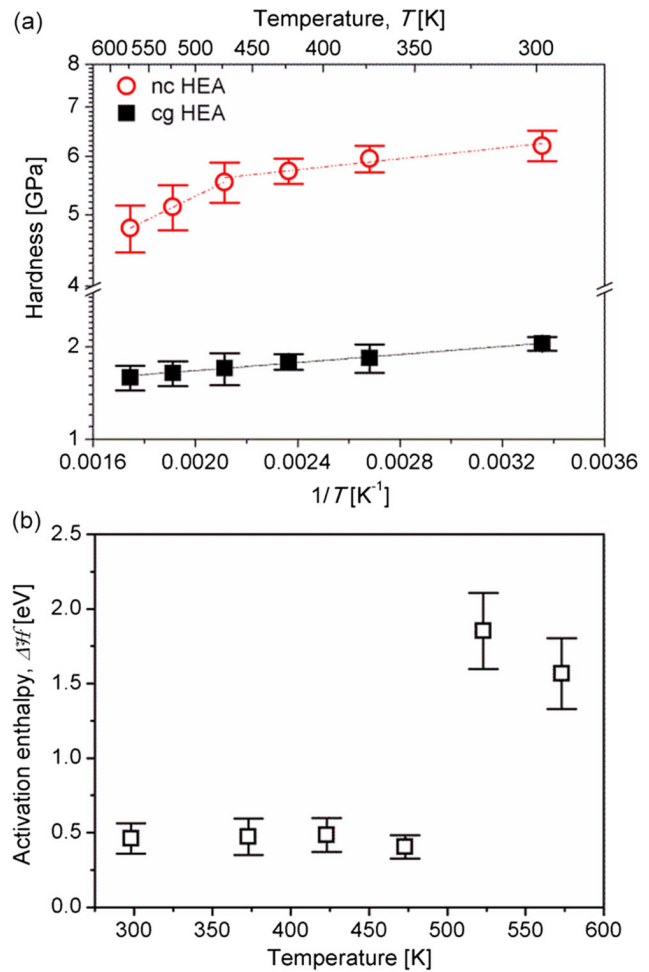 (a)
Temperature, T [K]
600 550 500 450 400 350 300
8
7
6
5
4
2
1
Hardness [GPa]
nc HEA
cg HEA
0.0016 0.0020 0.0024 0.0028 0.0032 0.0036
1/T [K⁻¹]
(b)
2.5
2.0
1.5
1.0
0.5
0.0
Activation enthalpy, ΔH [eV]
300 350 400 450 500 550 600
Temperature [K]